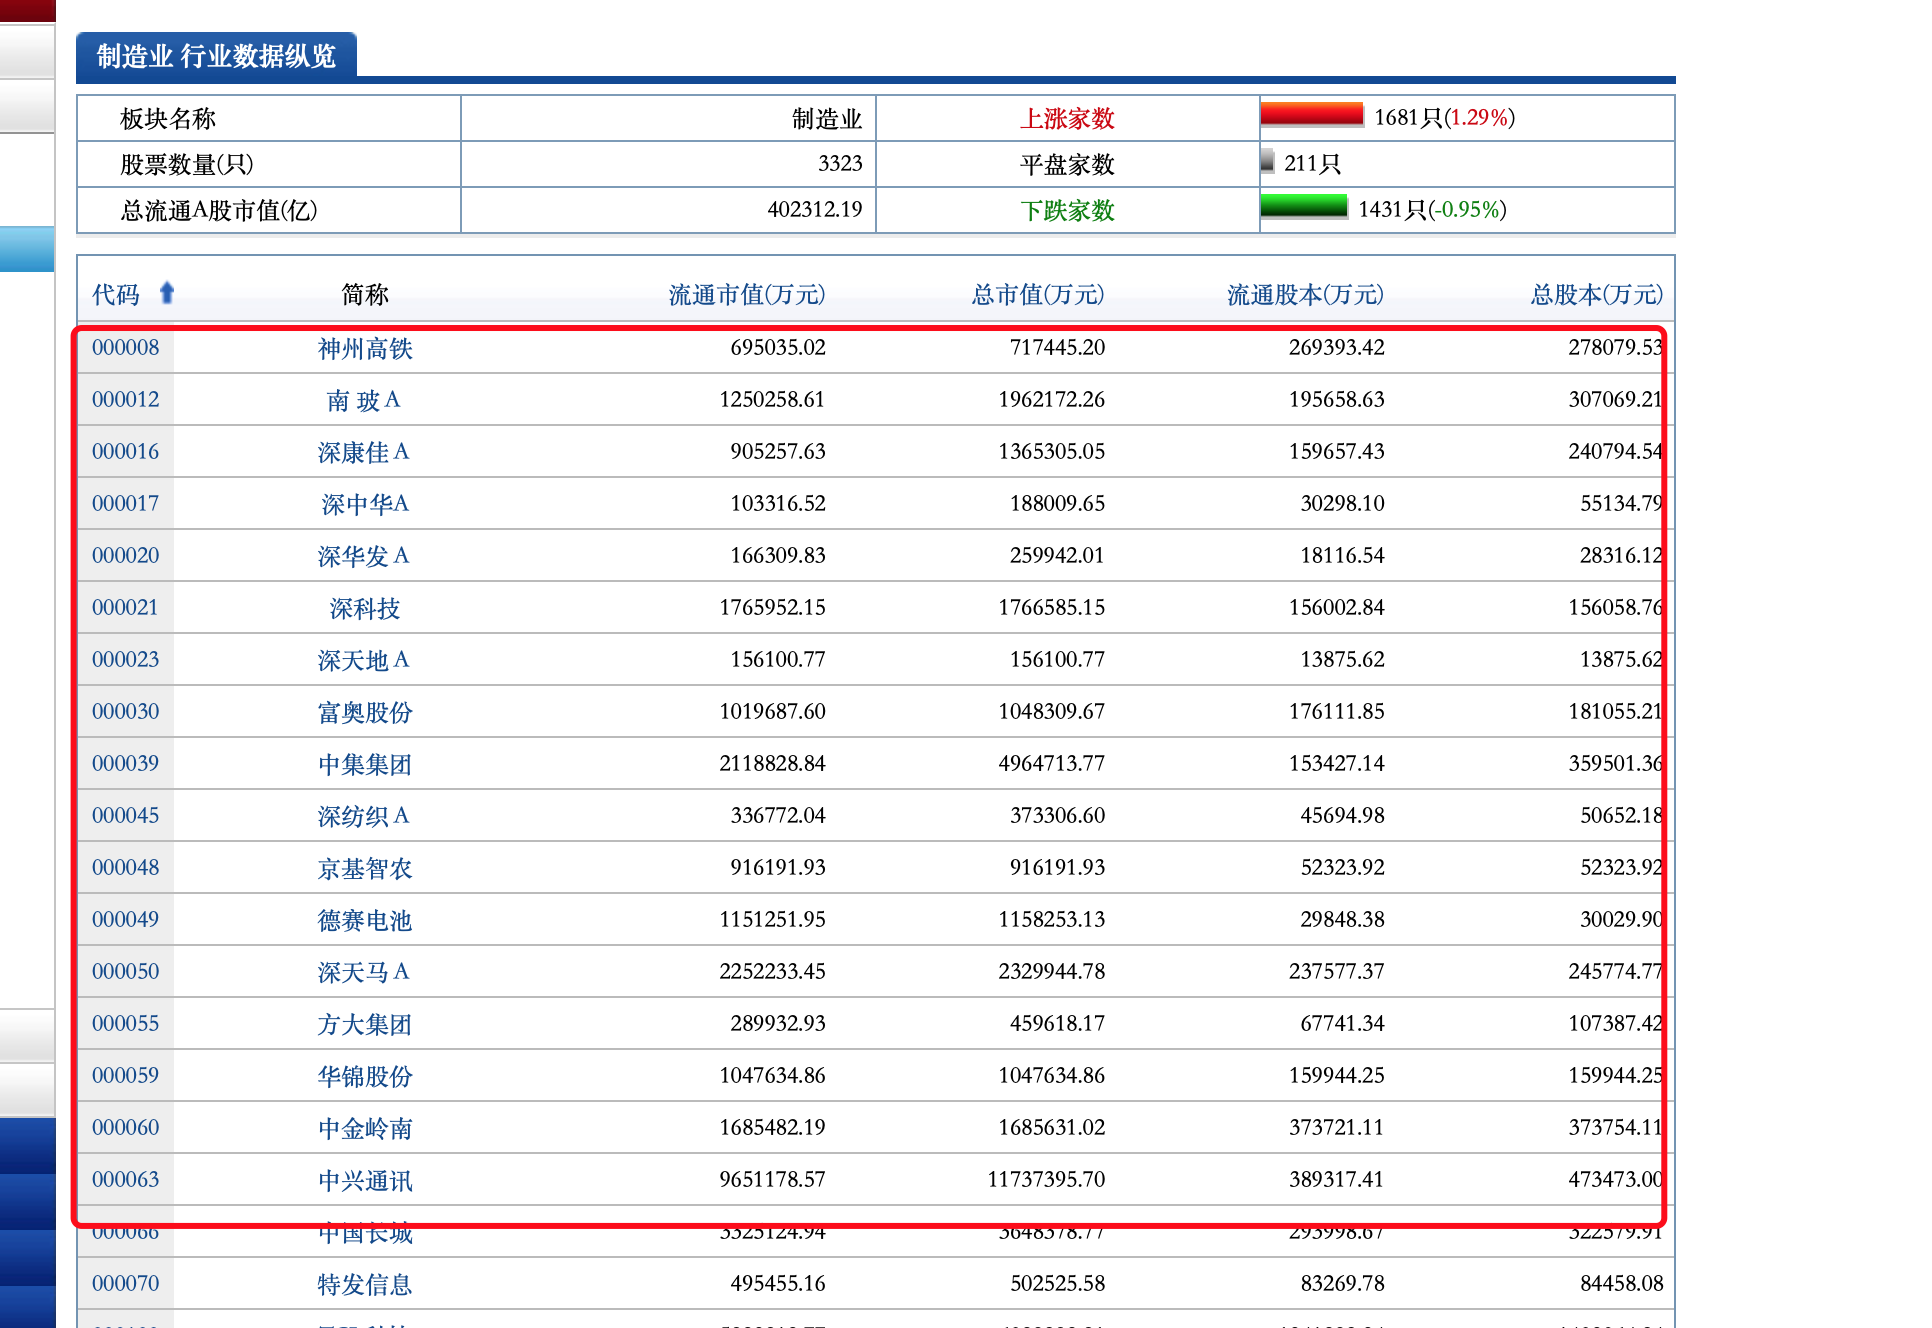 制造业 行业数据纵览
板块名称 制造业 上涨家数 1681只(1.29%)
股票数量(只) 3323 平盘家数 211只
总流通A股市值(亿) 402312.19 下跌家数 1431只(-0.95%)
代码 简称 流通市值(万元) 总市值(万元) 流通股本(万元) 总股本(万元)
000008 神州高铁 695035.02 717445.20 269393.42 278079.53
000012 南 玻Ａ 1250258.61 1962172.26 195658.63 307069.21
000016 深康佳Ａ 905257.63 1365305.05 159657.43 240794.54
000017 深中华A 103316.52 188009.65 30298.10 55134.79
000020 深华发Ａ 166309.83 259942.01 18116.54 28316.12
000021 深科技 1765952.15 1766585.15 156002.84 156058.76
000023 深天地Ａ 156100.77 156100.77 13875.62 13875.62
000030 富奥股份 1019687.60 1048309.67 176111.85 181055.21
000039 中集集团 2118828.84 4964713.77 153427.14 359501.36
000045 深纺织Ａ 336772.04 373306.60 45694.98 50652.18
000048 京基智农 916191.93 916191.93 52323.92 52323.92
000049 德赛电池 1151251.95 1158253.13 29848.38 30029.90
000050 深天马Ａ 2252233.45 2329944.78 237577.37 245774.77
000055 方大集团 289932.93 459618.17 67741.34 107387.42
000059 华锦股份 1047634.86 1047634.86 159944.25 159944.25
000060 中金岭南 1685482.19 1685631.02 373721.11 373754.11
000063 中兴通讯 9651178.57 11737395.70 389317.41 473473.00
000066 中国长城 3325124.94 3648378.77 293998.67 322579.91
000070 特发信息 495455.16 502525.58 83269.78 84458.08